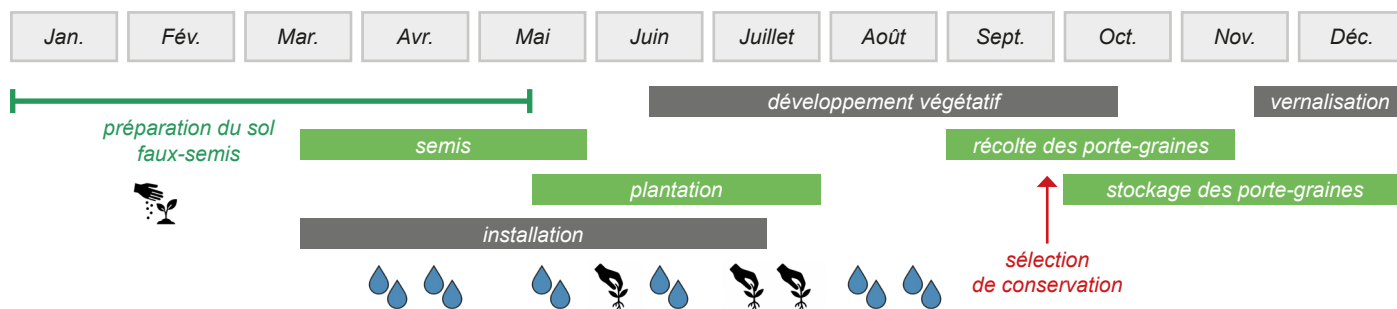 Jan.
Fév.
Mar.
Avr.
Mai
Juin
Juillet
Août
Sept.
Oct.
Nov.
Déc.
développement végétatif
vernalisation
préparation du sol
faux-semis
semis
récolte des porte-graines
plantation
stockage des porte-graines
installation
sélection
de conservation